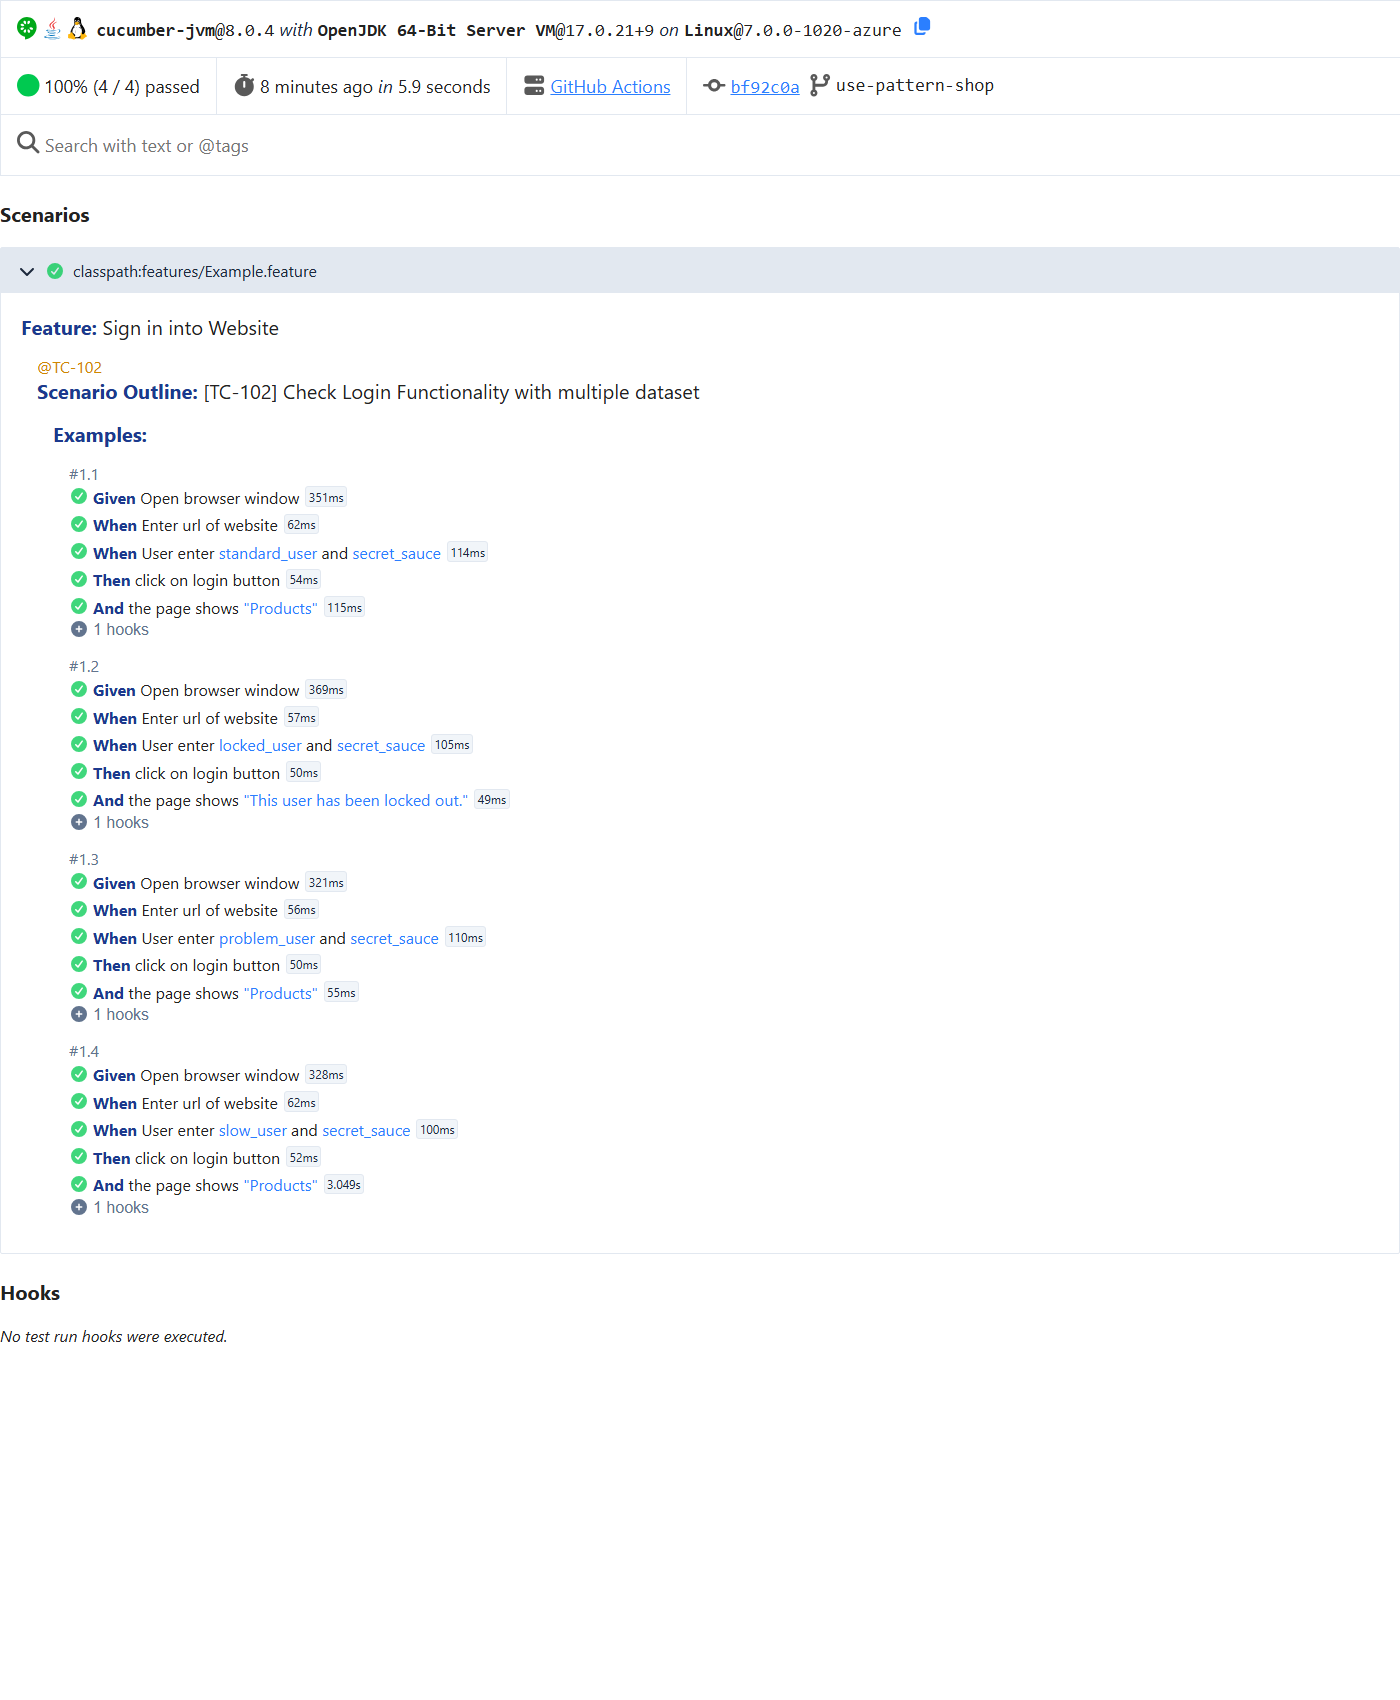 cucumber-jvm@8.0.4 with OpenJDK 64-Bit Server VM@17.0.21+9 on Linux@7.0.0-1020-azure
100% (4 / 4) passed 8 minutes ago in 5.9 seconds GitHub Actions bf92c0a use-pattern-shop
Search with text or @tags
Scenarios
classpath:features/Example.feature
Feature: Sign in into Website
@TC-102
Scenario Outline: [TC-102] Check Login Functionality with multiple dataset
Examples:
#1.1
Given Open browser window 351ms
When Enter url of website 62ms
When User enter standard_user and secret_sauce 114ms
Then click on login button 54ms
And the page shows "Products" 115ms
1 hooks
#1.2
Given Open browser window 369ms
When Enter url of website 57ms
When User enter locked_user and secret_sauce 105ms
Then click on login button 50ms
And the page shows "This user has been locked out." 49ms
1 hooks
#1.3
Given Open browser window 321ms
When Enter url of website 56ms
When User enter problem_user and secret_sauce 110ms
Then click on login button 50ms
And the page shows "Products" 55ms
1 hooks
#1.4
Given Open browser window 328ms
When Enter url of website 62ms
When User enter slow_user and secret_sauce 100ms
Then click on login button 52ms
And the page shows "Products" 3.049s
1 hooks
Hooks
No test run hooks were executed.